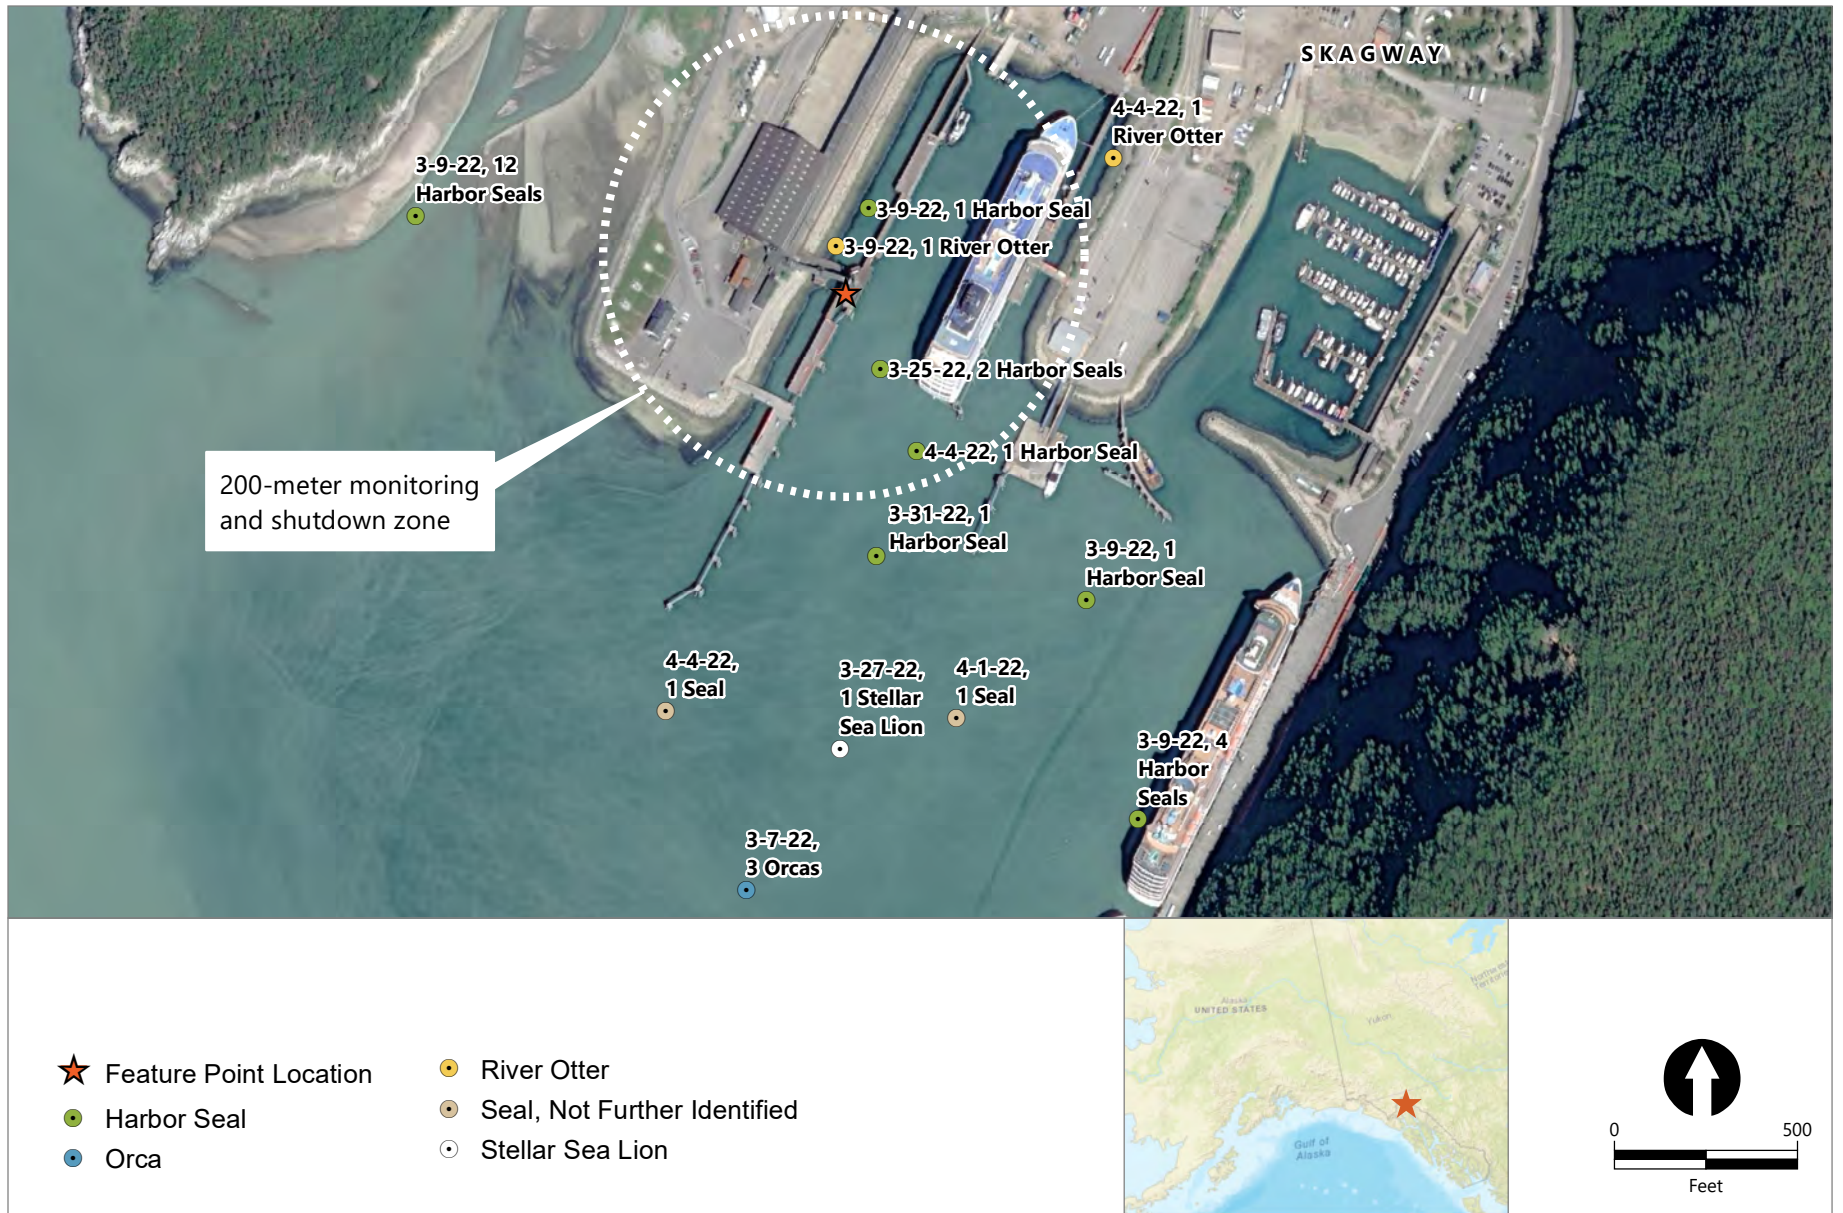 SKAGWAY
4-4-22, 1
River Otter
3-9-22, 12
Harbor Seals
3-9-22, 1 Harbor Seal
3-9-22, 1 River Otter
3-25-22, 2 Harbor Seals
4-4-22, 1 Harbor Seal
200-meter monitoring
and shutdown zone
3-31-22, 1
Harbor Seal
3-9-22, 1
Harbor Seal
4-4-22,
1 Seal
3-27-22,
1 Stellar
Sea Lion
4-1-22,
1 Seal
3-9-22, 4
Harbor
Seals
3-7-22,
3 Orcas
Feature Point Location
Harbor Seal
Orca
River Otter
Seal, Not Further Identified
Stellar Sea Lion
Alaska
UNITED STATES
Yukon
Gulf of
Alaska
0 500
Feet